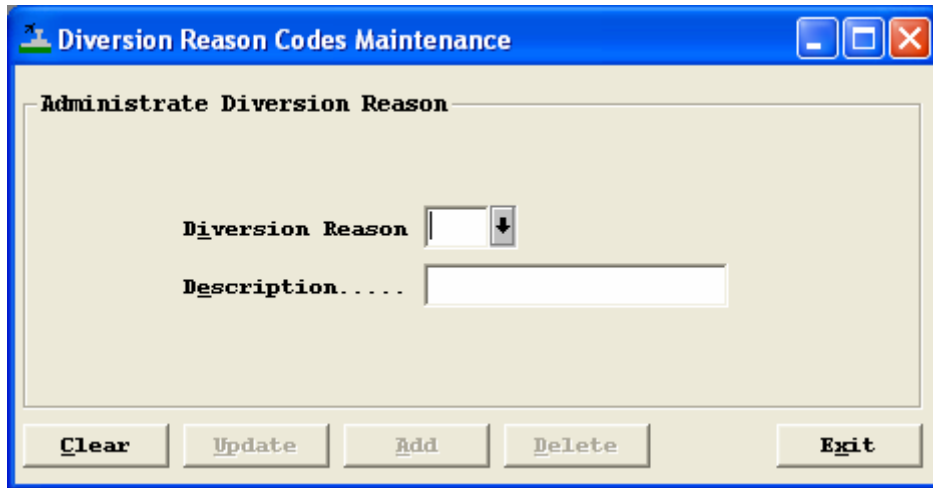 Diversion Reason Codes Maintenance
Administrate Diversion Reason
Diversion Reason
Description.....
Clear Update Add Delete Exit